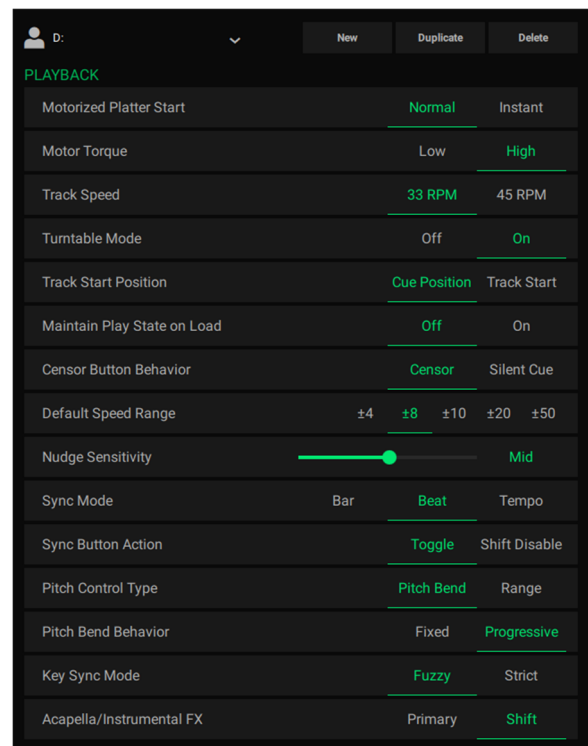 D: New Duplicate Delete
PLAYBACK
Motorized Platter Start Normal Instant
Motor Torque Low High
Track Speed 33 RPM 45 RPM
Turntable Mode Off On
Track Start Position Cue Position Track Start
Maintain Play State on Load Off On
Censor Button Behavior Censor Silent Cue
Default Speed Range ±4 ±8 ±10 ±20 ±50
Nudge Sensitivity Mid
Sync Mode Bar Beat Tempo
Sync Button Action Toggle Shift Disable
Pitch Control Type Pitch Bend Range
Pitch Bend Behavior Fixed Progressive
Key Sync Mode Fuzzy Strict
Acapella/Instrumental FX Primary Shift